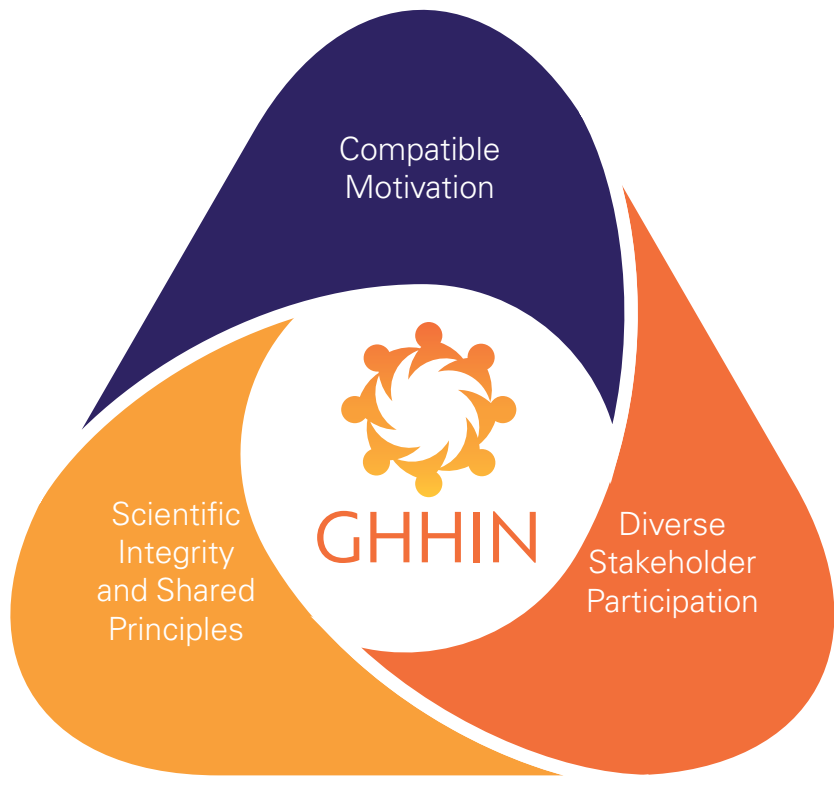 Compatible
Motivation
Scientific
Integrity
and Shared
Principles
GHHIN
Diverse
Stakeholder
Participation